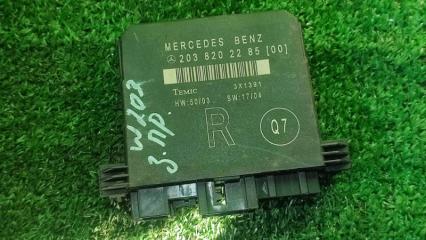 MERCEDES BENZ
203 820 22 85 [00]
TEMIC 3X1391
HW:50/03 SW:17/04
R Q7
W203
З.ПР.